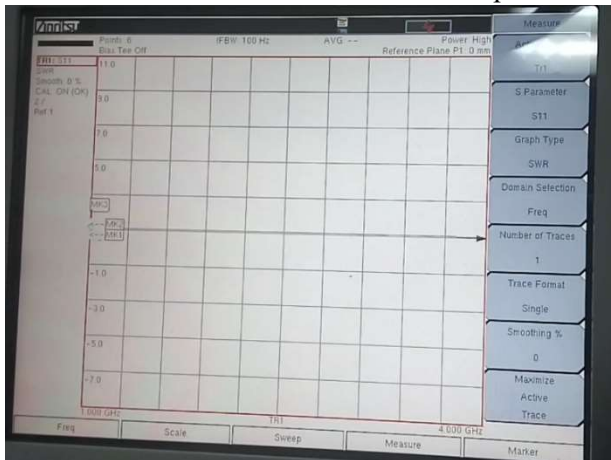 Anritsu
Measure
Points 6 IFBW 100 Hz AVG -- Power High
Bias Tee Off Reference Plane P1 0 mm
TR1: S11
SWR
Smooth 0 %
CAL: ON (OK)
2 /
Ref 1
11.0
9.0
7.0
5.0
MK3
MK2
MK1
-1.0
-3.0
-5.0
-7.0
1.000 GHz TR1 4.000 GHz
Tr1
S Parameter
S11
Graph Type
SWR
Domain Selection
Freq
Number of Traces
1
Trace Format
Single
Smoothing %
0
Maximize
Active
Trace
Freq Scale Sweep Measure Marker